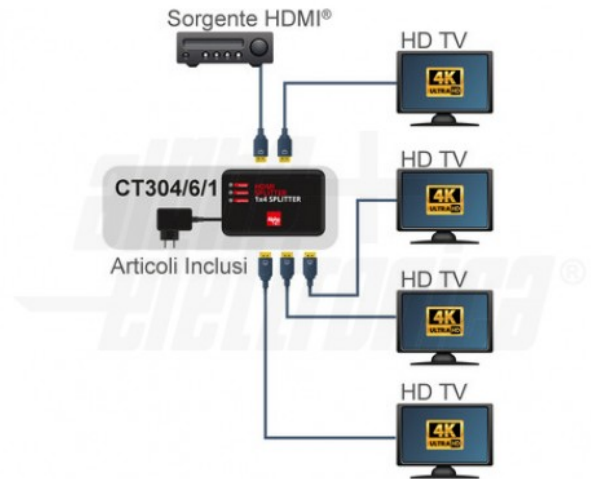 Sorgente HDMI®
HD TV
4K
ULTRA HD
HD TV
4K
ULTRA HD
CT304/6/1
HDMI
SPLITTER
1x4 SPLITTER
Articoli Inclusi
HD TV
4K
ULTRA HD
HD TV
4K
ULTRA HD
elettronica®